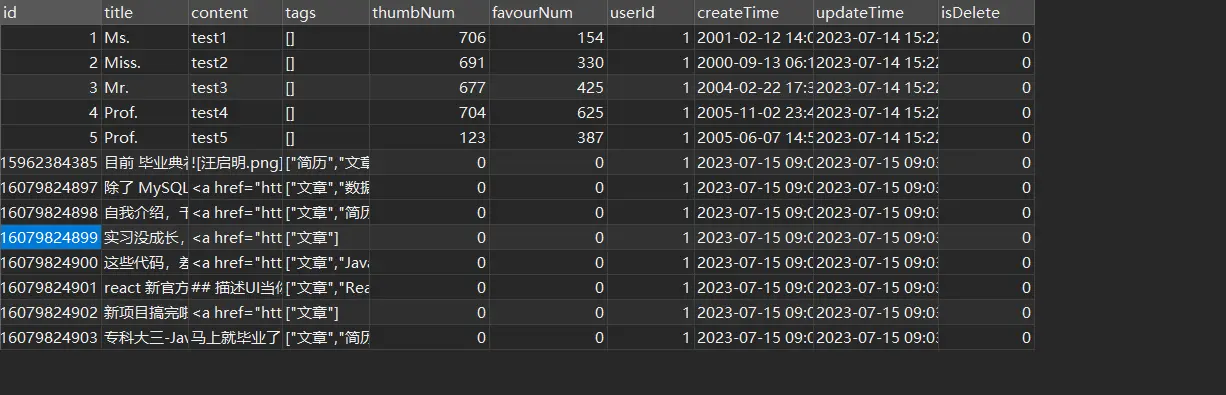 id title content tags thumbNum favourNum userId createTime updateTime isDelete
1 Ms. test1 [] 706 154 1 2001-02-12 14:0 2023-07-14 15:22 0
2 Miss. test2 [] 691 330 1 2000-09-13 06:1 2023-07-14 15:22 0
3 Mr. test3 [] 677 425 1 2004-02-22 17:3 2023-07-14 15:22 0
4 Prof. test4 [] 704 625 1 2005-11-02 23:4 2023-07-14 15:22 0
5 Prof. test5 [] 123 387 1 2005-06-07 14:5 2023-07-14 15:22 0
15962384385 目前 毕业典 ![汪启明.png] ["简历","文章 0 0 1 2023-07-15 09:0 2023-07-15 09:03 0
16079824897 除了 MySQL <a href="htt ["文章","数据 0 0 1 2023-07-15 09:0 2023-07-15 09:03 0
16079824898 自我介绍，干 <a href="htt ["文章","简历 0 0 1 2023-07-15 09:0 2023-07-15 09:03 0
16079824899 实习没成长， <a href="htt ["文章"] 0 0 1 2023-07-15 09:0 2023-07-15 09:03 0
16079824900 这些代码，差 <a href="htt ["文章","Java 0 0 1 2023-07-15 09:0 2023-07-15 09:03 0
16079824901 react 新官方 ## 描述UI当你 ["文章","Rea 0 0 1 2023-07-15 09:0 2023-07-15 09:03 0
16079824902 新项目搞完 <a href="htt ["文章"] 0 0 1 2023-07-15 09:0 2023-07-15 09:03 0
16079824903 专科大三-Jav 马上就毕业了 ["文章","简历 0 0 1 2023-07-15 09:0 2023-07-15 09:03 0